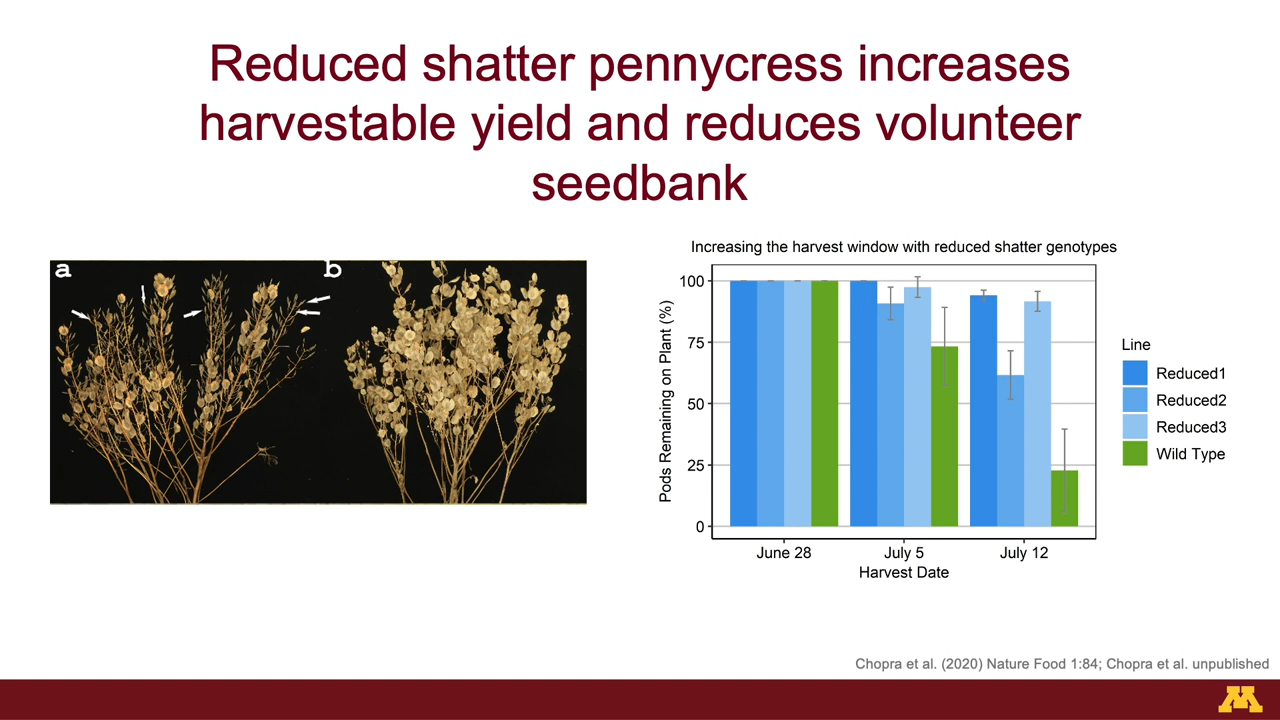 Reduced shatter pennycress increases
harvestable yield and reduces volunteer
seedbank
a
b
Increasing the harvest window with reduced shatter genotypes
Pods Remaining on Plant (%)
100
75
50
25
0
June 28
July 5
July 12
Harvest Date
Line
Reduced1
Reduced2
Reduced3
Wild Type
Chopra et al. (2020) Nature Food 1:84; Chopra et al. unpublished
M